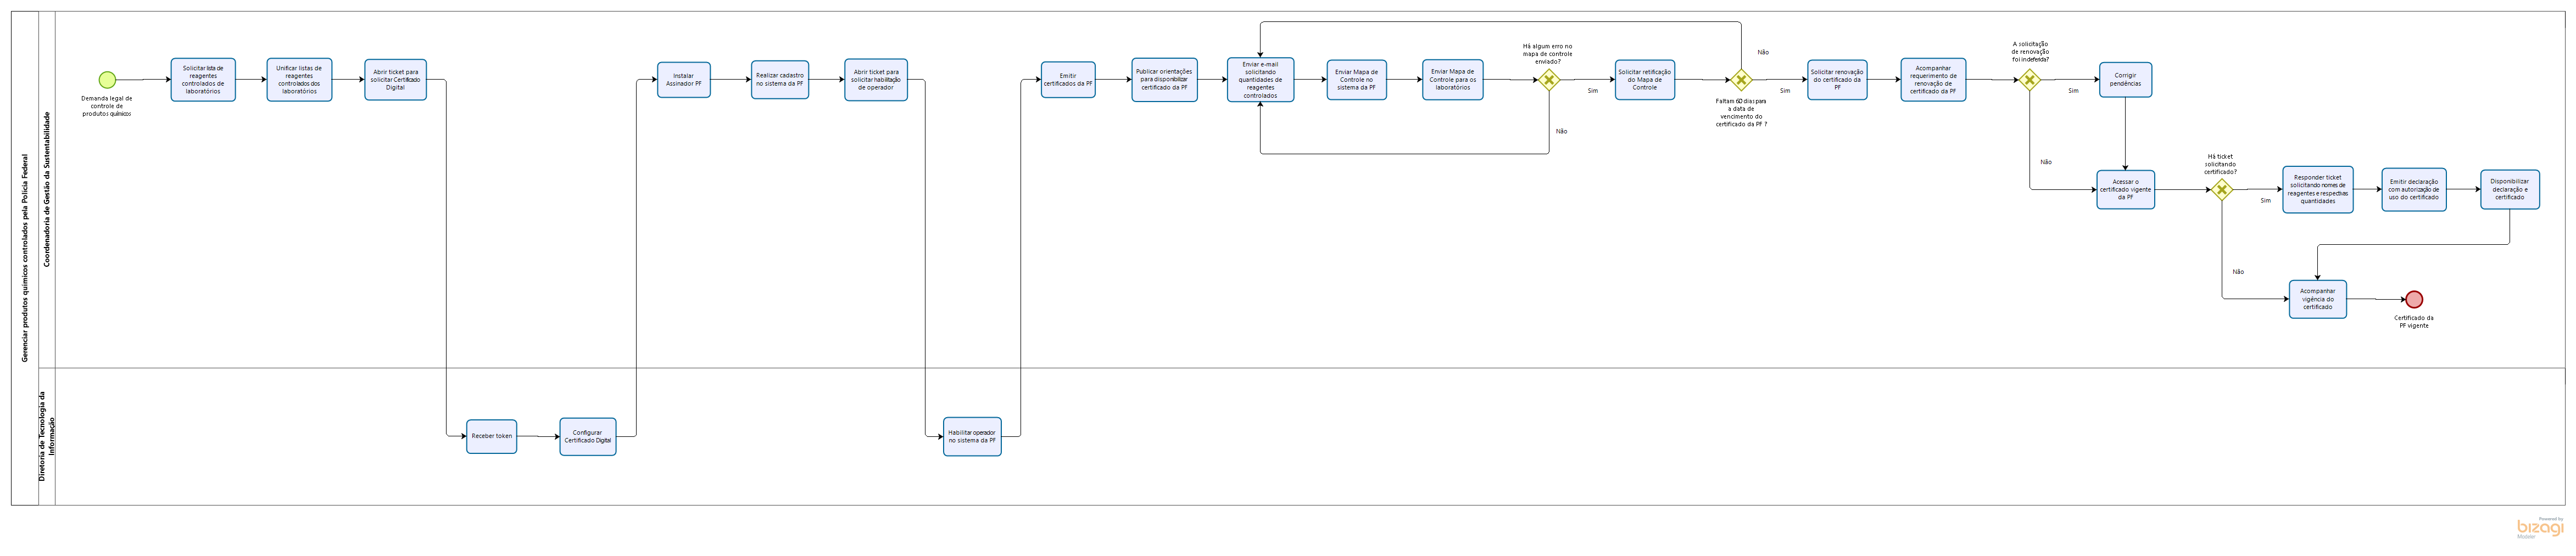 Gerenciar produtos químicos controlados pela Polícia Federal
Coordenadoria de Gestão da Sustentabilidade
Demanda legal de
controle de
produtos químicos
Solicitar lista de
reagentes
controlados de
laboratórios
Unificar listas de
reagentes
controlados dos
laboratórios
Abrir ticket para
solicitar Certificado
Digital
Instalar
Assinador PF
Realizar cadastro
no sistema da PF
Abrir ticket para
solicitar habilitação
de operador
Emitir
certificados da PF
Publicar orientações
para disponibilizar
certificado da PF
Enviar e-mail
solicitando
quantidades de
reagentes
controlados
Enviar Mapa de
Controle no
sistema da PF
Enviar Mapa de
Controle para os
laboratórios
Há algum erro no
mapa de controle
enviado?
Sim
Não
Solicitar retificação
do Mapa de
Controle
Não
Faltam 60 dias para
a data de
vencimento do
certificado da PF ?
Sim
Solicitar renovação
do certificado da
PF
Acompanhar
requerimento de
renovação de
certificado da PF
A solicitação
de renovação
foi indeferida?
Sim
Não
Corrigir
pendências
Acessar o
certificado vigente
da PF
Há ticket
solicitando
certificado?
Sim
Não
Responder ticket
solicitando nomes de
reagentes e respectivas
quantidades
Emitir declaração
com autorização de
uso do certificado
Disponibilizar
declaração e
certificado
Acompanhar
vigência do
certificado
Certificado da
PF vigente
Diretoria de Tecnologia da
Informação
Receber token
Configurar
Certificado Digital
Habilitar operador
no sistema da PF
Powered by
bizagi
Modeler